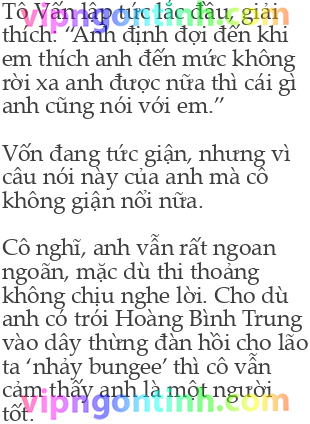 Tô Vấn lập tức lắc đầu, giải
thích: “Anh định đợi đến khi
em thích anh đến mức không
rời xa anh được nữa thì cái gì
anh cũng nói với em.”
Vốn đang tức giận, nhưng vì
câu nói này của anh mà cô
không giận nổi nữa.
Cô nghĩ, anh vẫn rất ngoan
ngoãn, mặc dù thi thoảng
không chịu nghe lời. Cho dù
anh có trói Hoàng Bình Trung
vào dây thừng đàn hồi cho lão
ta ‘nhảy bungee’ thì cô vẫn
cảm thấy anh là một người
tốt.
vipngontinh.com
vipngontinh.com